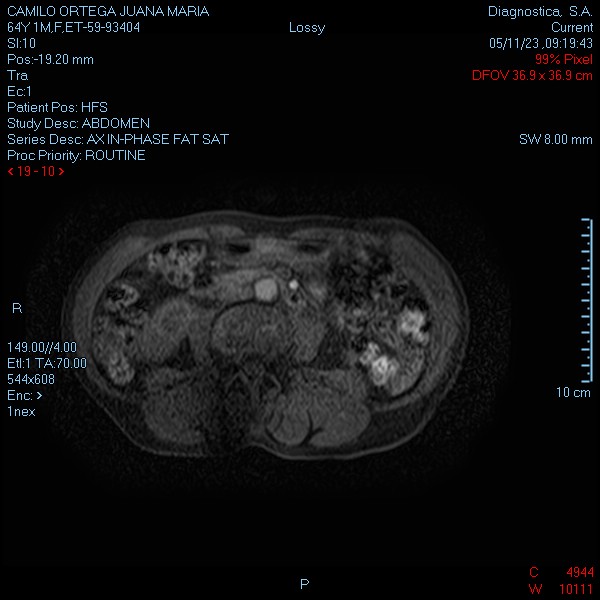 CAMILO ORTEGA JUANA MARIA
64Y 1M,F,ET-59-93404
Sl:10
Pos:-19.20 mm
Tra
Ec:1
Patient Pos: HFS
Study Desc: ABDOMEN
Series Desc: AX IN-PHASE FAT SAT
Proc Priority: ROUTINE
< 19 - 10 >
Lossy
Diagnostica, S.A.
Current
05/11/23 ,09:19:43
99% Pixel
DFOV 36.9 x 36.9 cm
SW 8.00 mm
R
149.00//4.00
Etl:1 TA:70.00
544x608
Enc: >
1nex
10 cm
P
C 4944
W 10111